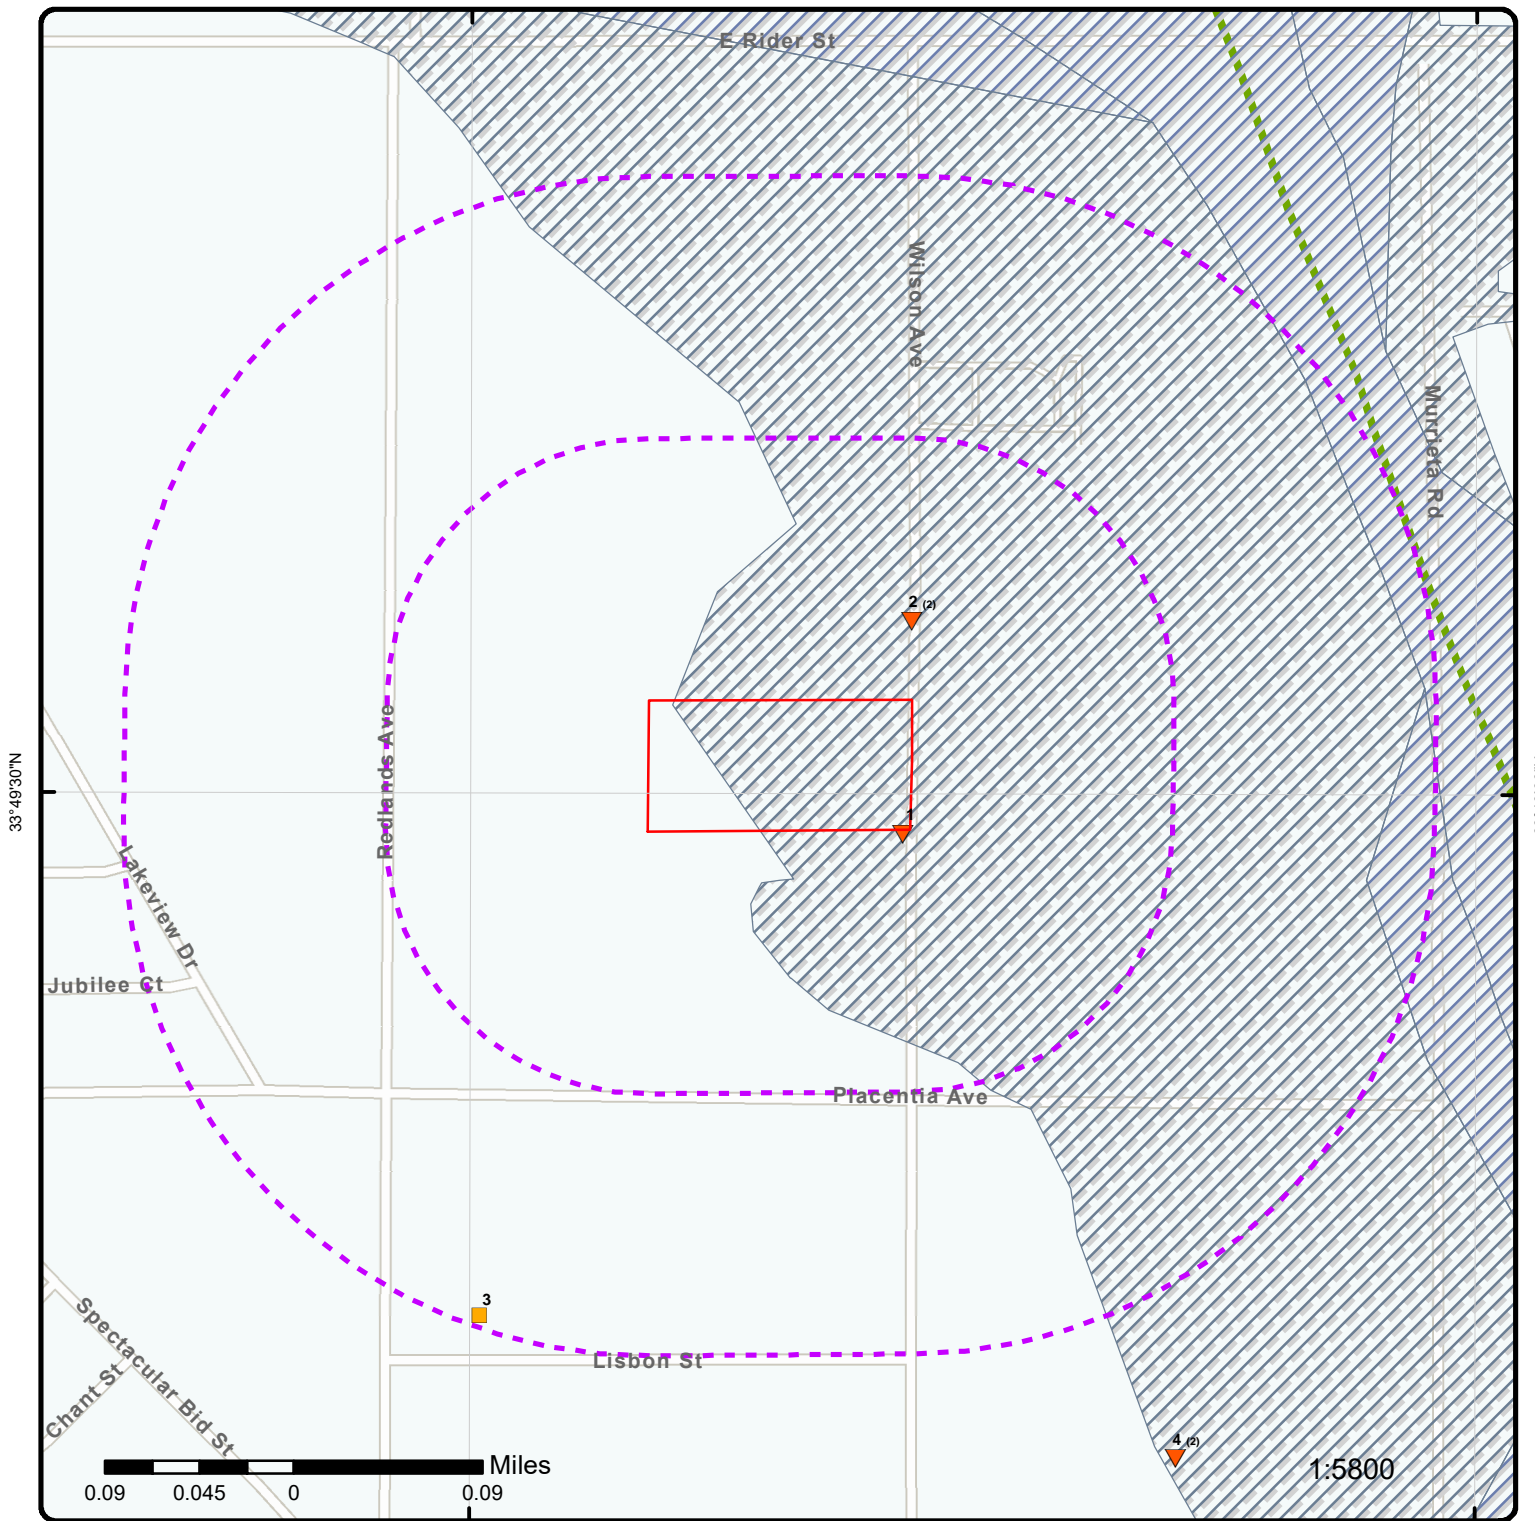 E Rider St
Wilson Ave
Murrieta Rd
2 (2)
Redlands Ave
33°49'30"N
1
Lakeview Dr
Jubilee Ct
Placentia Ave
3
Spectacular Bid St
Lisbon St
Chant St
4 (2)
Miles
1:5800
0.09 0.045 0 0.09